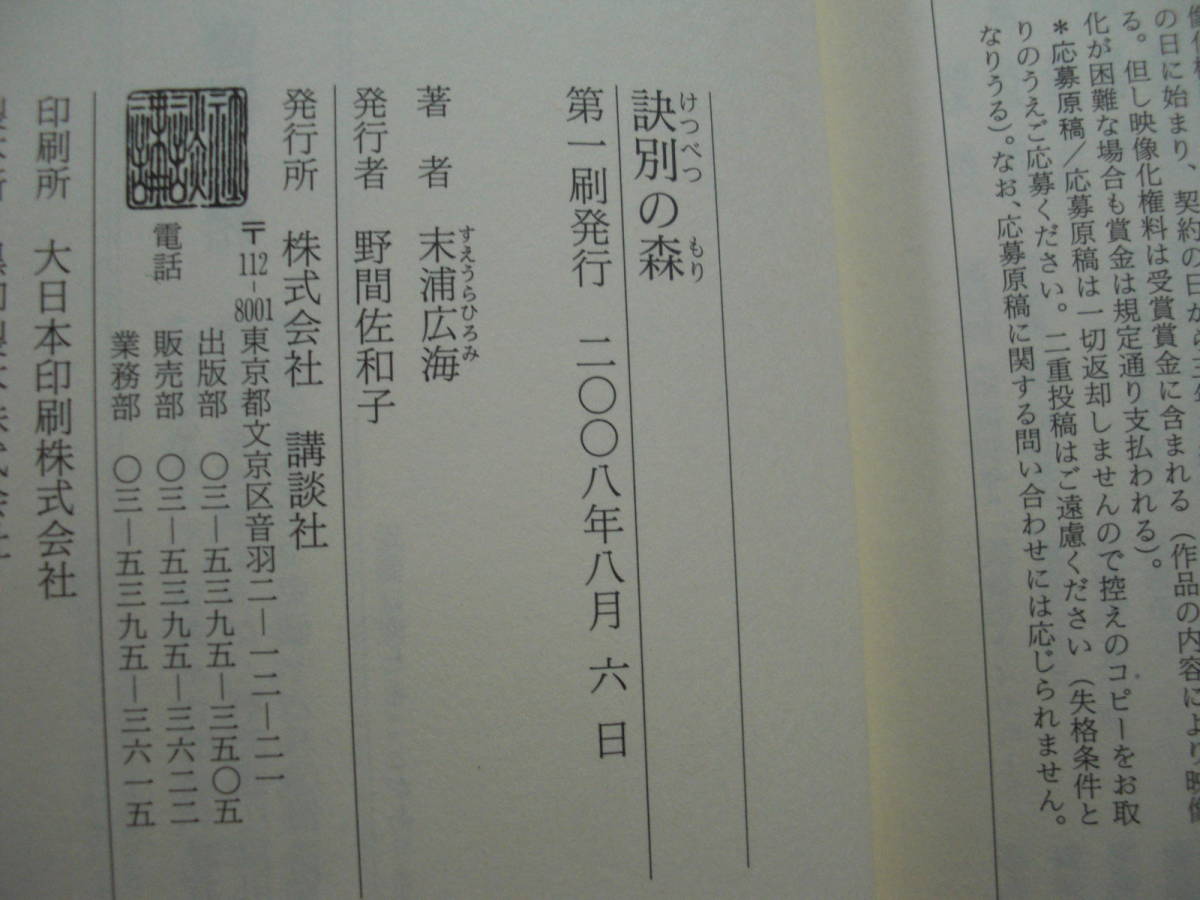 の日に始まり、契約の日から三年
る。但し映像化権料は受賞賞金に含まれる（作品の内容により映像
化が困難な場合も賞金は規定通り支払われる）。
＊応募原稿／応募原稿は一切返却しませんので控えのコピーをお取
りのうえご応募ください。二重投稿はご遠慮ください（失格条件と
なりうる）。なお、応募原稿に関する問い合わせには応じられません。
訣別の森
けつべつ もり
第一刷発行 二〇〇八年八月六日
著者 末浦広海
すえうらひろみ
発行者 野間佐和子
発行所 株式会社 講談社
〒112-8001 東京都文京区音羽二－一二－二一
出版部 〇三－五三九五－三五〇五
電話 販売部 〇三－五三九五－三六二二
業務部 〇三－五三九五－三六一五
印刷所 大日本印刷株式会社